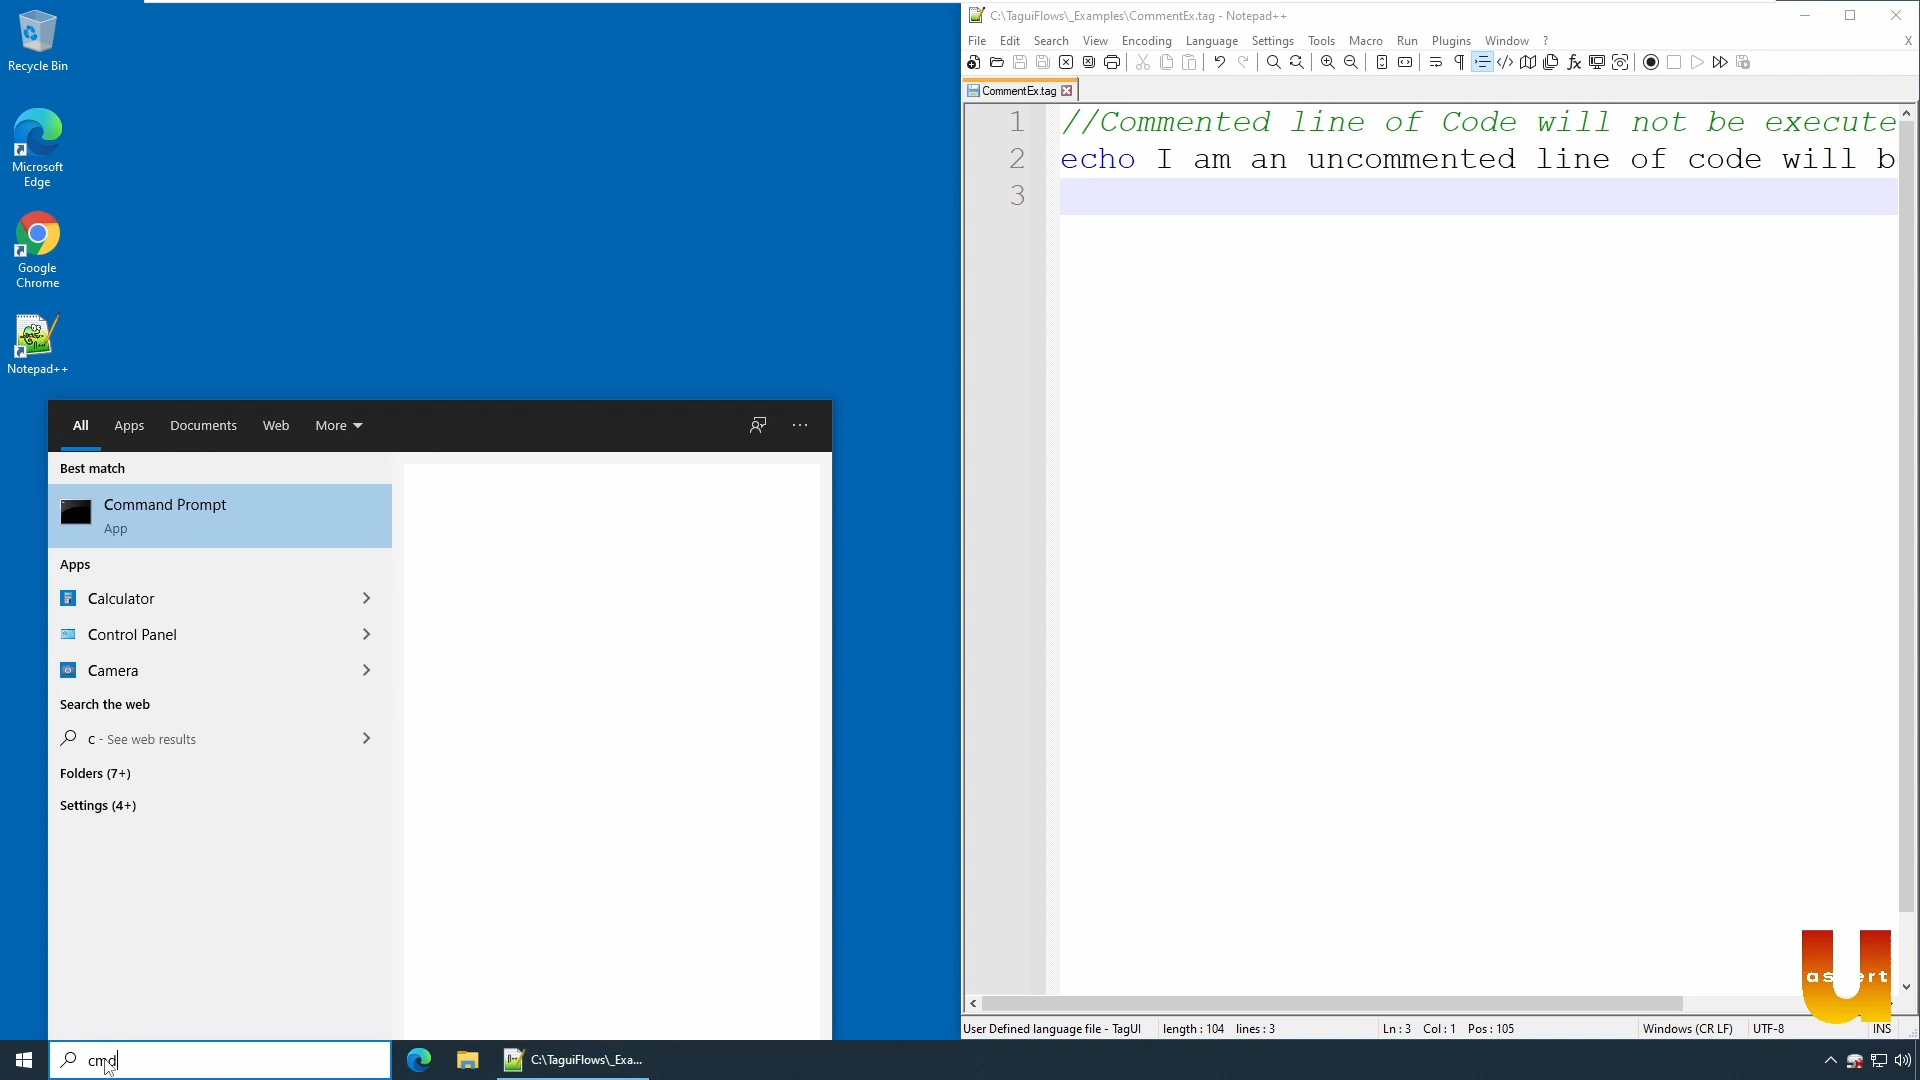 Recycle Bin
Microsoft
Edge
Google
Chrome
Notepad++
All Apps Documents Web More
Best match
Command Prompt
App
Apps
Calculator
Control Panel
Camera
Search the web
c - See web results
Folders (7+)
Settings (4+)
cmd
C:\TaguiFlows\_Exa...
C:\TaguiFlows\_Examples\CommentEx.tag - Notepad++
File Edit Search View Encoding Language Settings Tools Macro Run Plugins Window ? X
CommentEx.tag
1 //Commented line of Code will not be execute
2 echo I am an uncommented line of code will b
3
u
assert
User Defined language file - TagUI length : 104 lines : 3 Ln : 3 Col : 1 Pos : 105 Windows (CR LF) UTF-8 INS